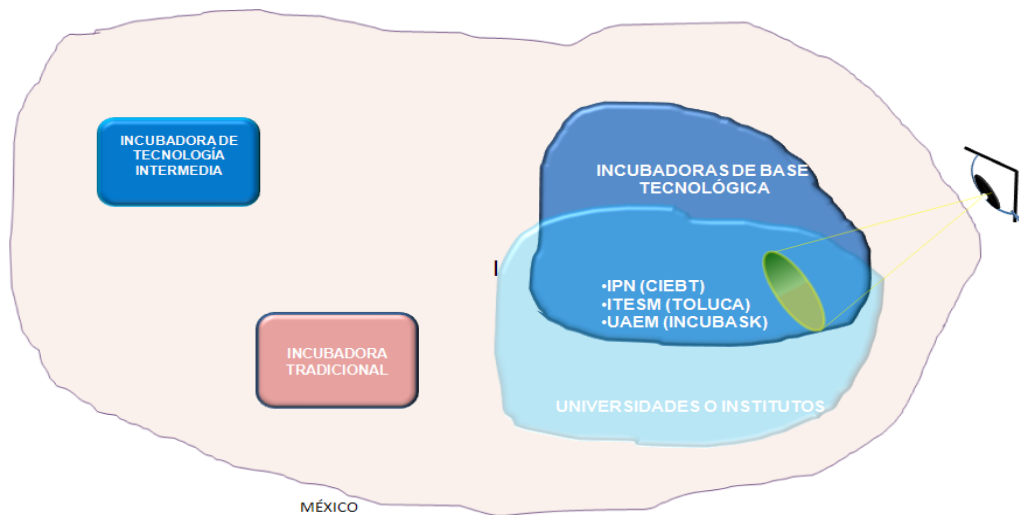 INCUBADORA DE
TECNOLOGÍA
INTERMEDIA
INCUBADORAS DE BASE
TECNOLÓGICA
•IPN (CIEBT)
•ITESM (TOLUCA)
•UAEM (INCUBASK)
INCUBADORA
TRADICIONAL
UNIVERSIDADES O INSTITUTOS
MÉXICO